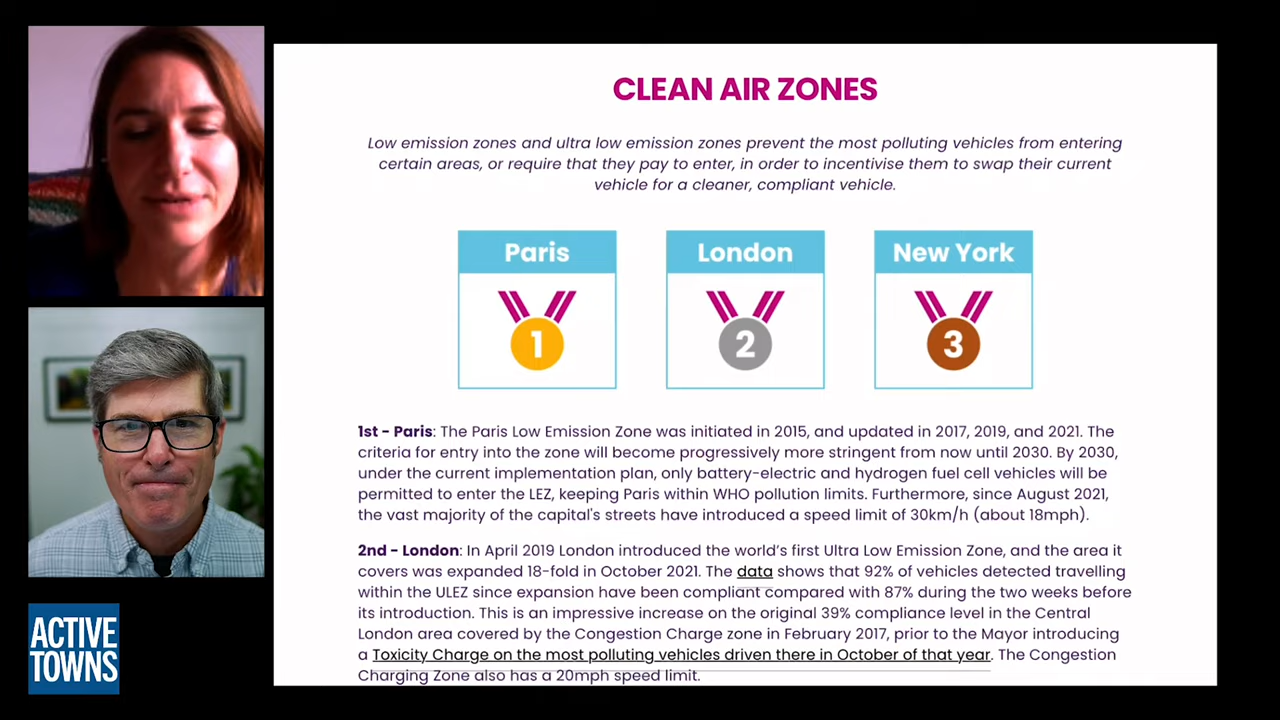 CLEAN AIR ZONES
Low emission zones and ultra low emission zones prevent the most polluting vehicles from entering
certain areas, or require that they pay to enter, in order to incentivise them to swap their current
vehicle for a cleaner, compliant vehicle.
Paris
London
New York
1
2
3
1st - Paris: The Paris Low Emission Zone was initiated in 2015, and updated in 2017, 2019, and 2021. The
criteria for entry into the zone will become progressively more stringent from now until 2030. By 2030,
under the current implementation plan, only battery-electric and hydrogen fuel cell vehicles will be
permitted to enter the LEZ, keeping Paris within WHO pollution limits. Furthermore, since August 2021,
the vast majority of the capital's streets have introduced a speed limit of 30km/h (about 18mph).
2nd - London: In April 2019 London introduced the world's first Ultra Low Emission Zone, and the area it
covers was expanded 18-fold in October 2021. The data shows that 92% of vehicles detected travelling
within the ULEZ since expansion have been compliant compared with 87% during the two weeks before
its introduction. This is an impressive increase on the original 39% compliance level in the Central
London area covered by the Congestion Charge zone in February 2017, prior to the Mayor introducing
a Toxicity Charge on the most polluting vehicles driven there in October of that year. The Congestion
Charging Zone also has a 20mph speed limit.
ACTIVE
TOWNS